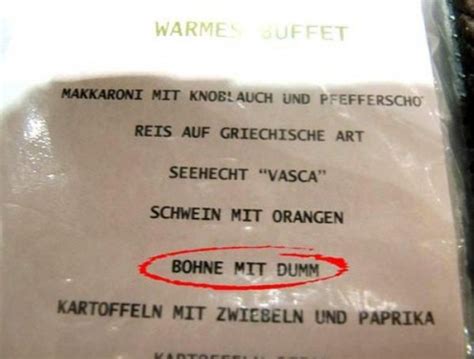 WARMES BUFFET
MAKKARONI MIT KNOBLAUCH UND PFEFFERSCHO
REIS AUF GRIECHISCHE ART
SEEHECHT "VASCA"
SCHWEIN MIT ORANGEN
BOHNE MIT DUMM
KARTOFFELN MIT ZWIEBELN UND PAPRIKA
KARTOFFELN